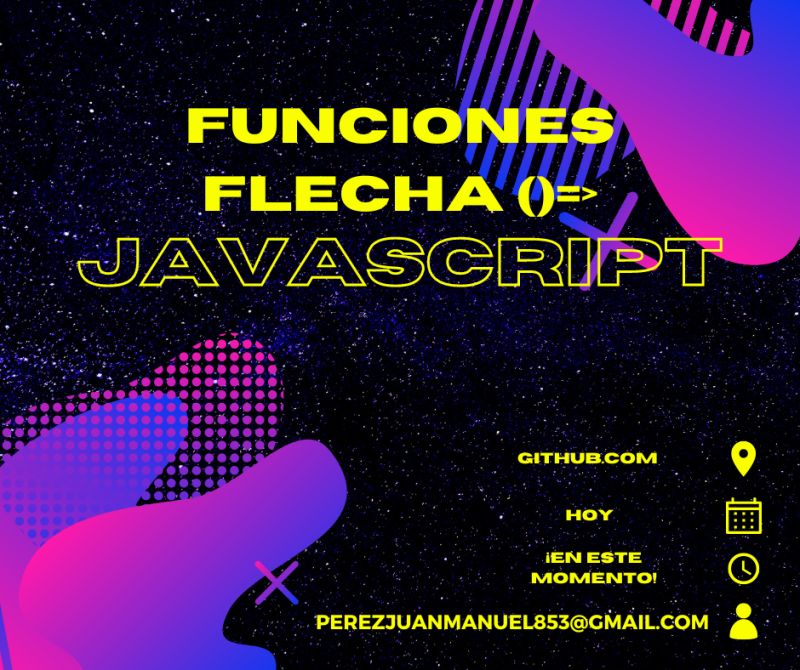 FUNCIONES
FLECHA ()=>
JAVASCRIPT
GITHUB.COM
HOY
¡EN ESTE
MOMENTO!
PEREZJUANMANUEL853@GMAIL.COM